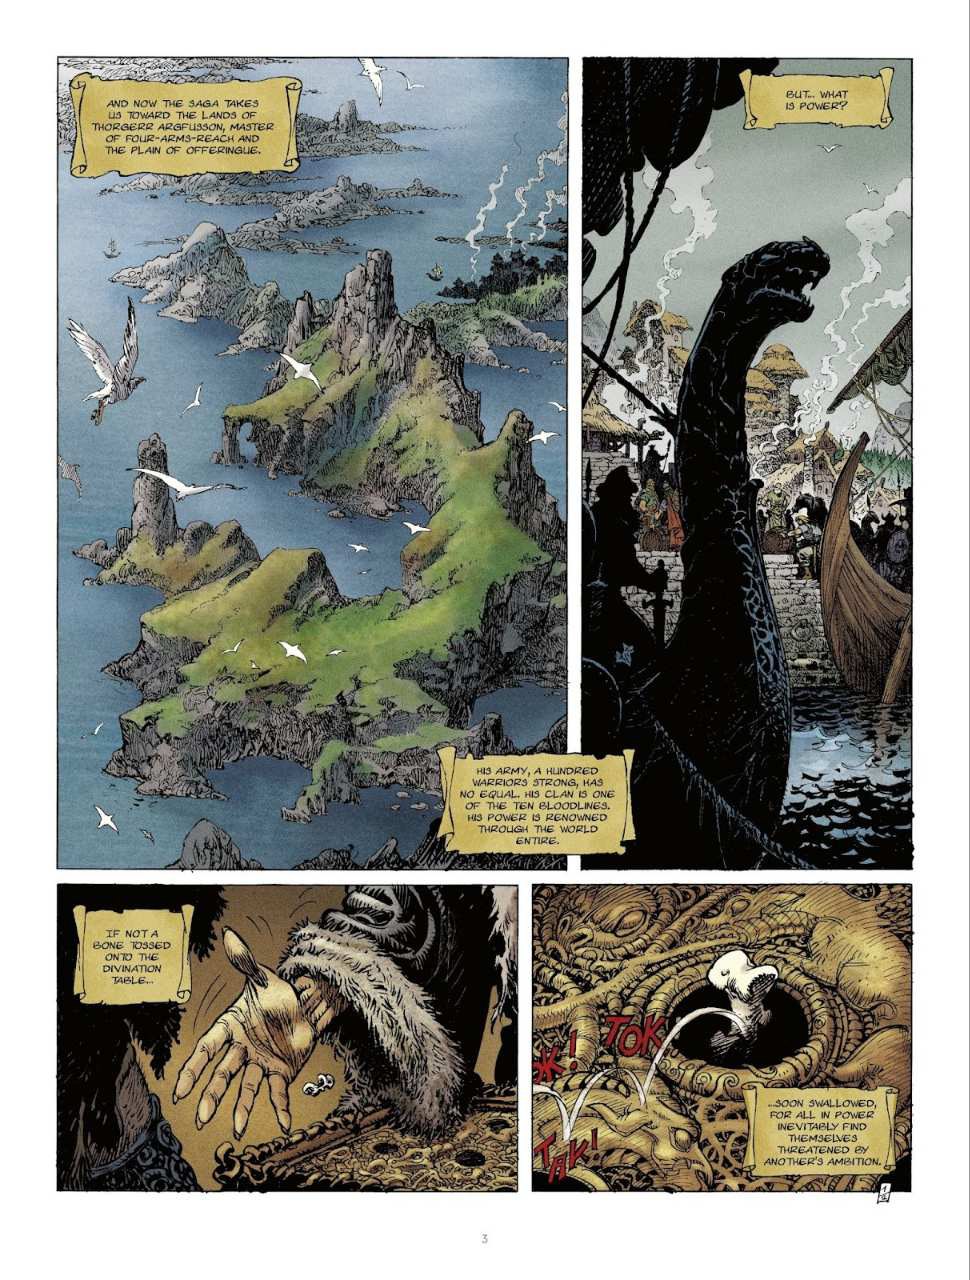 AND NOW THE SAGA TAKES
US TOWARD THE LANDS OF
THORGERR ARGFUSSON, MASTER
OF FOUR-ARMS-REACH AND
THE PLAIN OF OFFERINGUE.
HIS ARMY, A HUNDRED
WARRIORS STRONG, HAS
NO EQUAL. HIS CLAN IS ONE
OF THE TEN BLOODLINES.
HIS POWER IS RENOWNED
THROUGH THE WORLD
ENTIRE.
BUT... WHAT
IS POWER?
IF NOT A
BONE TOSSED
ONTO THE
DIVINATION
TABLE...
TAK!
OK!
TOK
...SOON SWALLOWED,
FOR ALL IN POWER
INEVITABLY FIND
THEMSELVES
THREATENED BY
ANOTHER'S AMBITION.
3